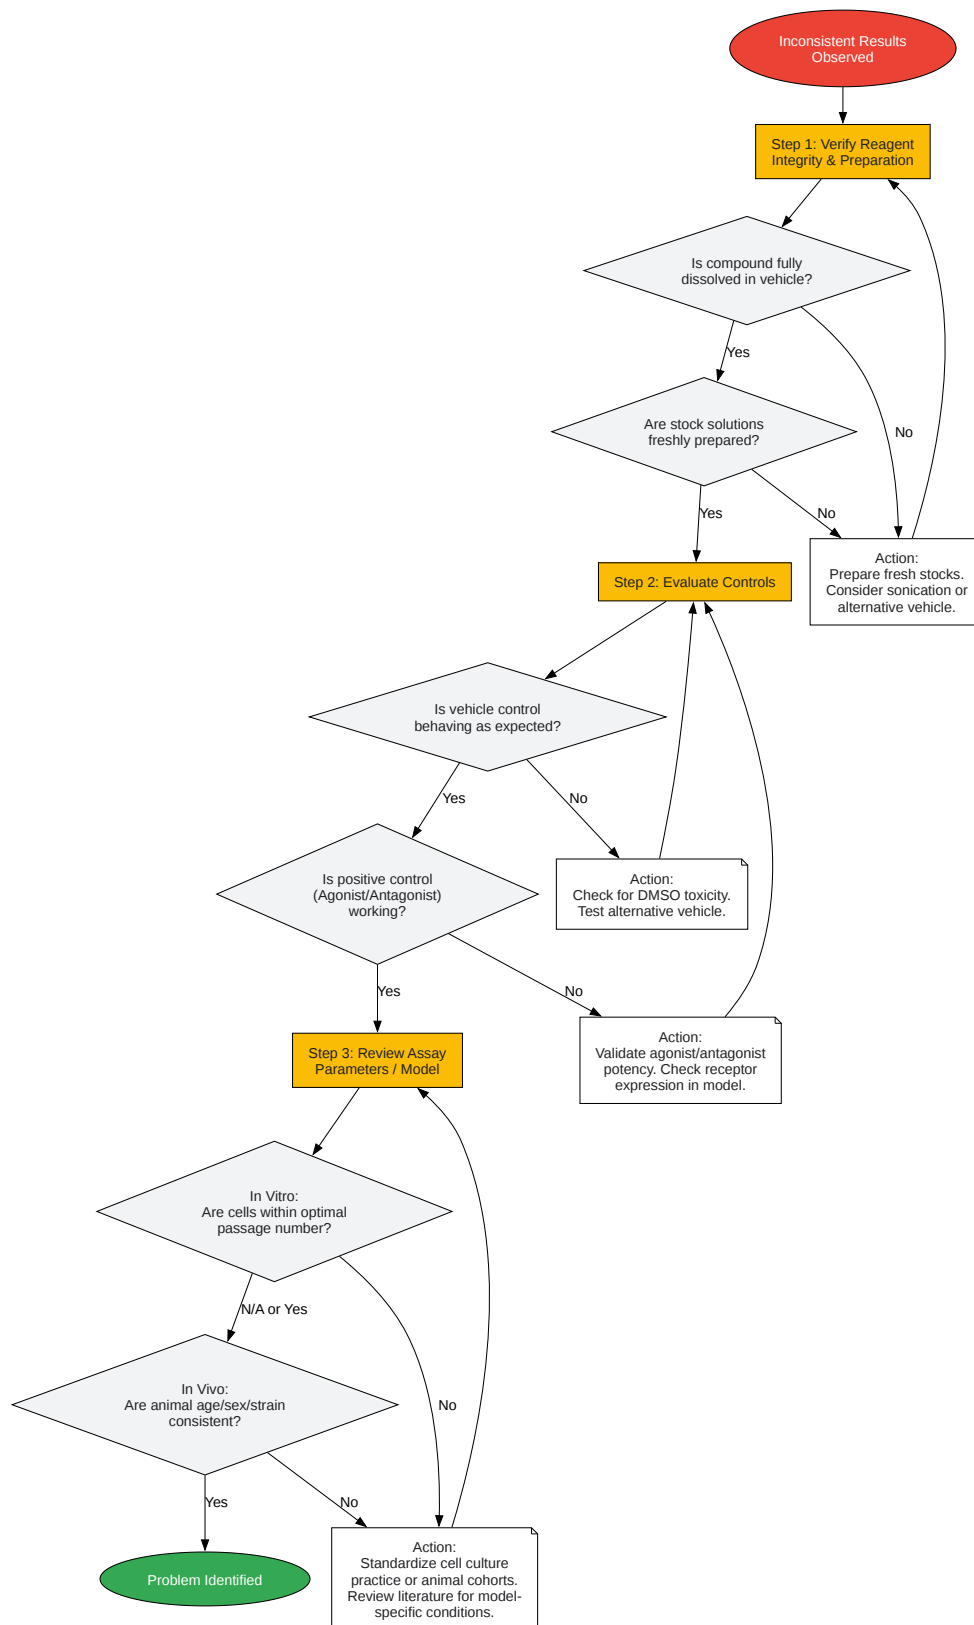 Inconsistent Results
Observed
Step 1: Verify Reagent
Integrity & Preparation
Is compound fully
dissolved in vehicle?
Yes
Are stock solutions
freshly prepared?
No
Yes
No
Action:
Prepare fresh stocks.
Consider sonication or
alternative vehicle.
Step 2: Evaluate Controls
Is vehicle control
behaving as expected?
Yes
No
Is positive control
(Agonist/Antagonist)
working?
Action:
Check for DMSO toxicity.
Test alternative vehicle.
Yes
No
Step 3: Review Assay
Parameters / Model
Action:
Validate agonist/antagonist
potency. Check receptor
expression in model.
In Vitro:
Are cells within optimal
passage number?
N/A or Yes
In Vivo:
Are animal age/sex/strain
consistent?
No
Yes
No
Action:
Standardize cell culture
practice or animal cohorts.
Review literature for model-
specific conditions.
Problem Identified